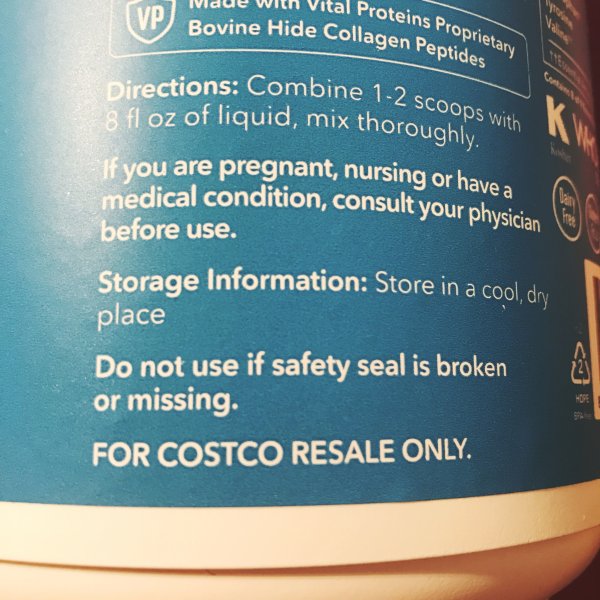 VP
Made with Vital Proteins Proprietary
Bovine Hide Collagen Peptides
Directions: Combine 1-2 scoops with
8 fl oz of liquid, mix thoroughly.
If you are pregnant, nursing or have a
medical condition, consult your physician
before use.
Storage Information: Store in a cool, dry
place
Do not use if safety seal is broken
or missing.
FOR COSTCO RESALE ONLY.
Tyrosine
Valine
K
Dairy
Free
2
HDPE